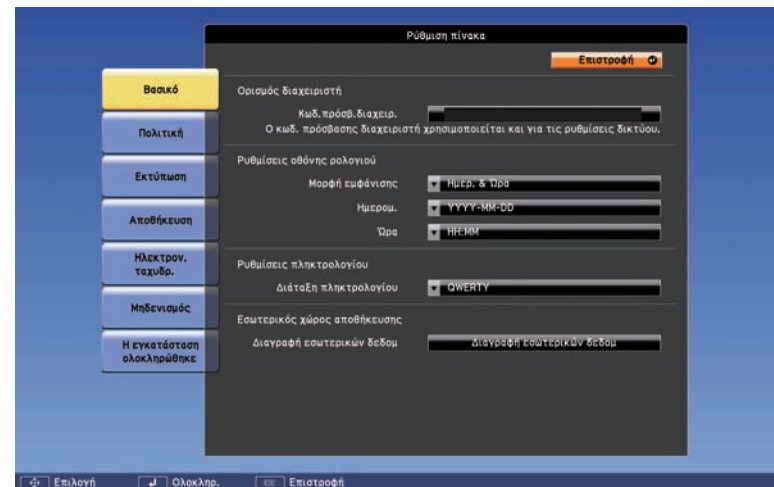 Ρύθμιση πίνακα
Επιστροφή
Βασικό
Πολιτική
Εκτύπωση
Αποθήκευση
Ηλεκτρον.
ταχυδρ.
Μηδενισμός
Η εγκατάσταση
ολοκληρώθηκε
Ορισμός διαχειριστή
Κωδ.πρόσβ.διαχειρ.
Ο κωδ. πρόσβασης διαχειριστή χρησιμοποιείται και για τις ρυθμίσεις δικτύου.
Ρυθμίσεις οθόνης ρολογιού
Μορφή εμφάνισης Ημερ. & Ώρα
Ημερομ. YYYY-MM-DD
Ώρα HH:MM
Ρυθμίσεις πληκτρολογίου
Διάταξη πληκτρολογίου QWERTY
Εσωτερικός χώρος αποθήκευσης
Διαγραφή εσωτερικών δεδομ Διαγραφή εσωτερικών δεδομ
Επιλογή Ολοκληρ. ESC Επιστροφή